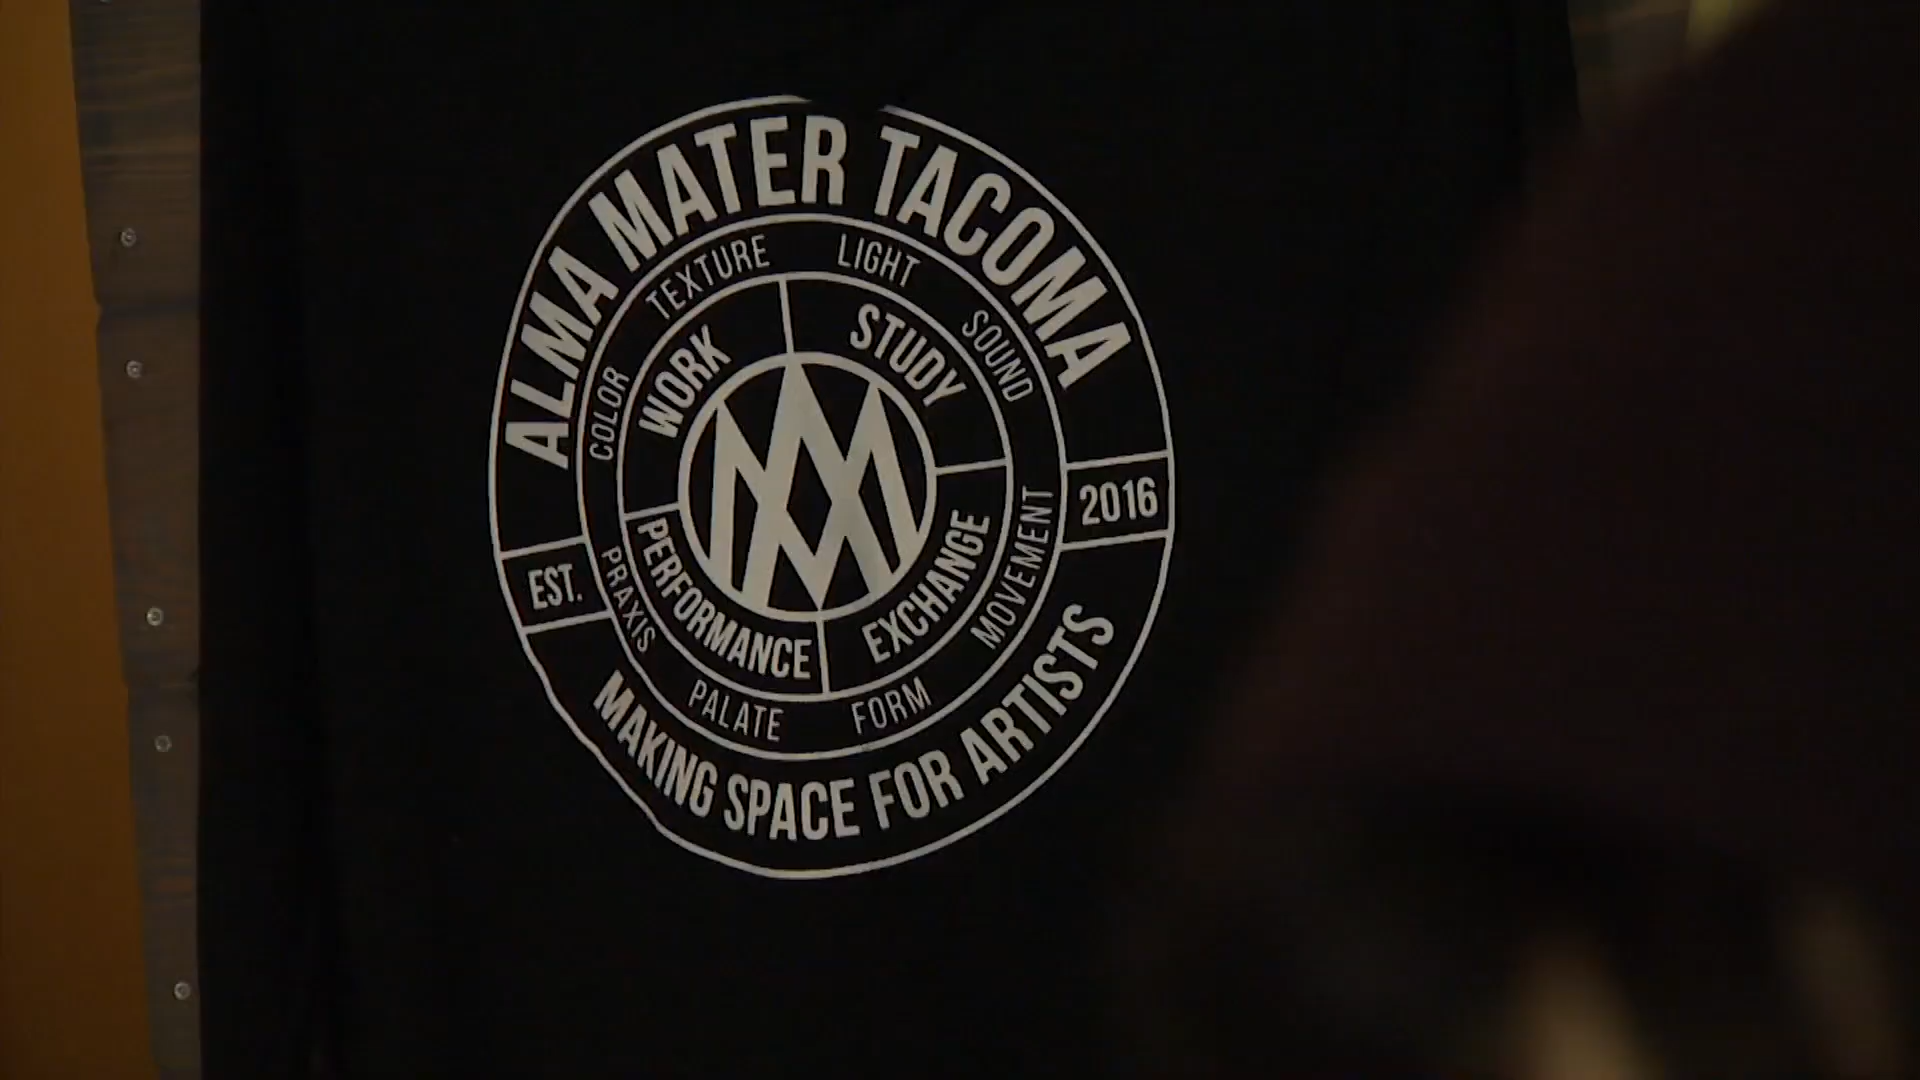 ALMA MATER TACOMA
TEXTURE LIGHT
COLOR SOUND
WORK STUDY
2016
EST.
PRAXIS MOVEMENT
PERFORMANCE EXCHANGE
PALATE FORM
MAKING SPACE FOR ARTISTS